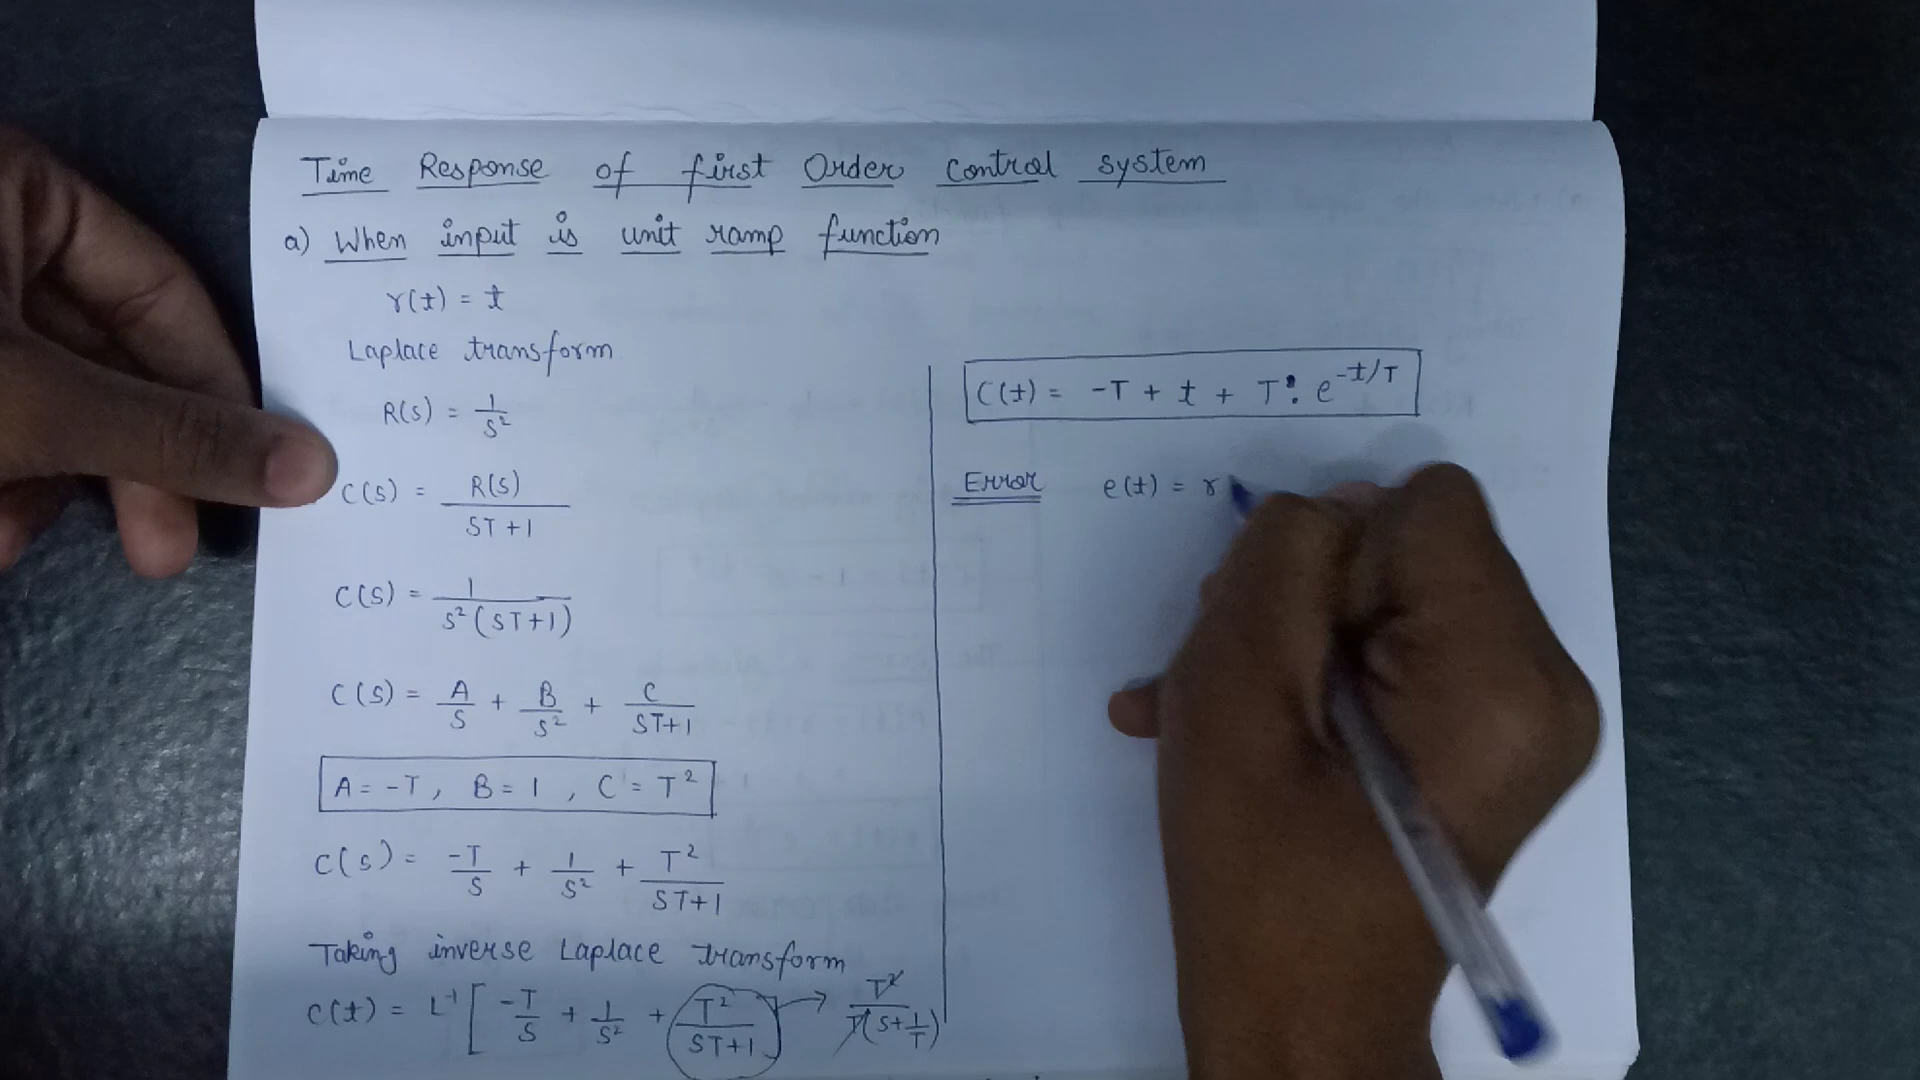 Time Response of first Order Control system
a) When input is unit ramp function
r(t) = t
Laplace transform
R(s) = 1/s²
C(s) = R(s)/(sT+1)
C(s) = 1/(s²(sT+1))
C(s) = A/s + B/s² + C/(sT+1)
A = -T, B = 1, C = T²
C(s) = -T/s + 1/s² + T²/(sT+1)
Taking inverse Laplace transform
c(t) = L⁻¹[-T/s + 1/s² + T²/(sT+1)] → T²/(T(s+1/T))
C(t) = -T + t + T. e^(-t/T)
Error e(t) = r